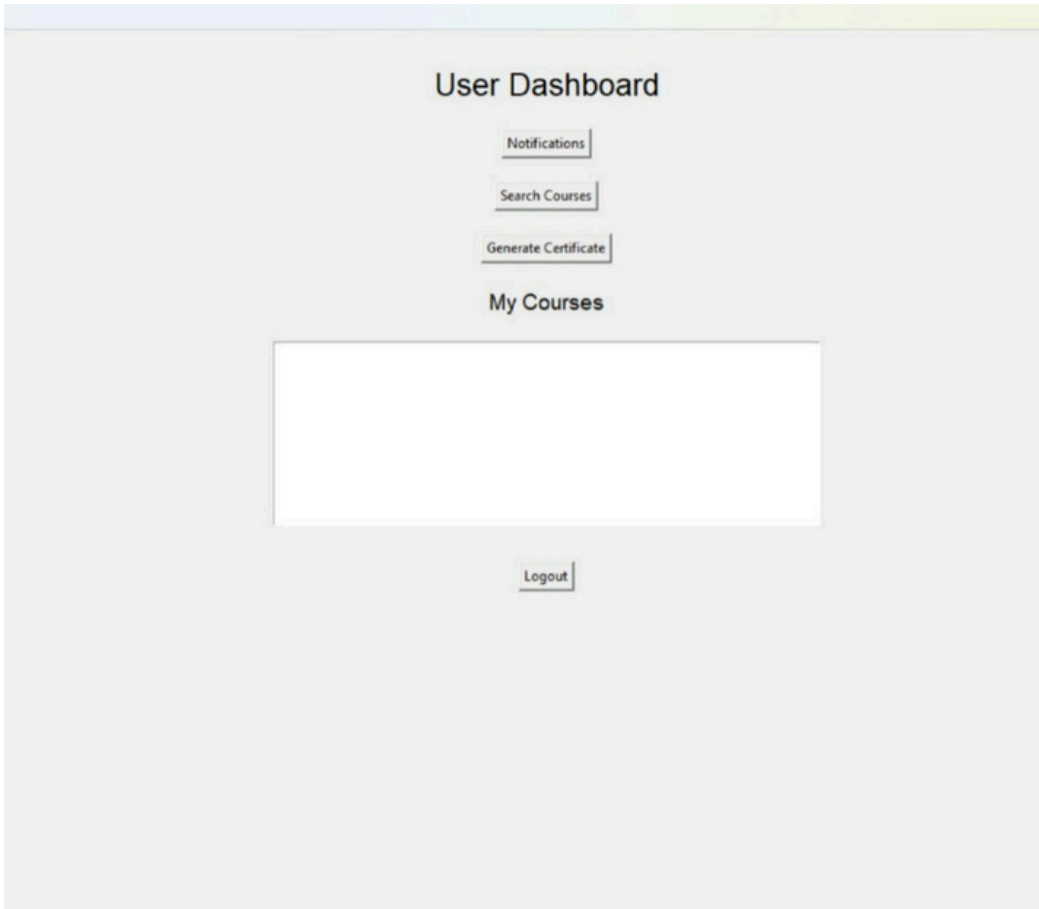 User Dashboard
Notifications
Search Courses
Generate Certificate
My Courses
Logout